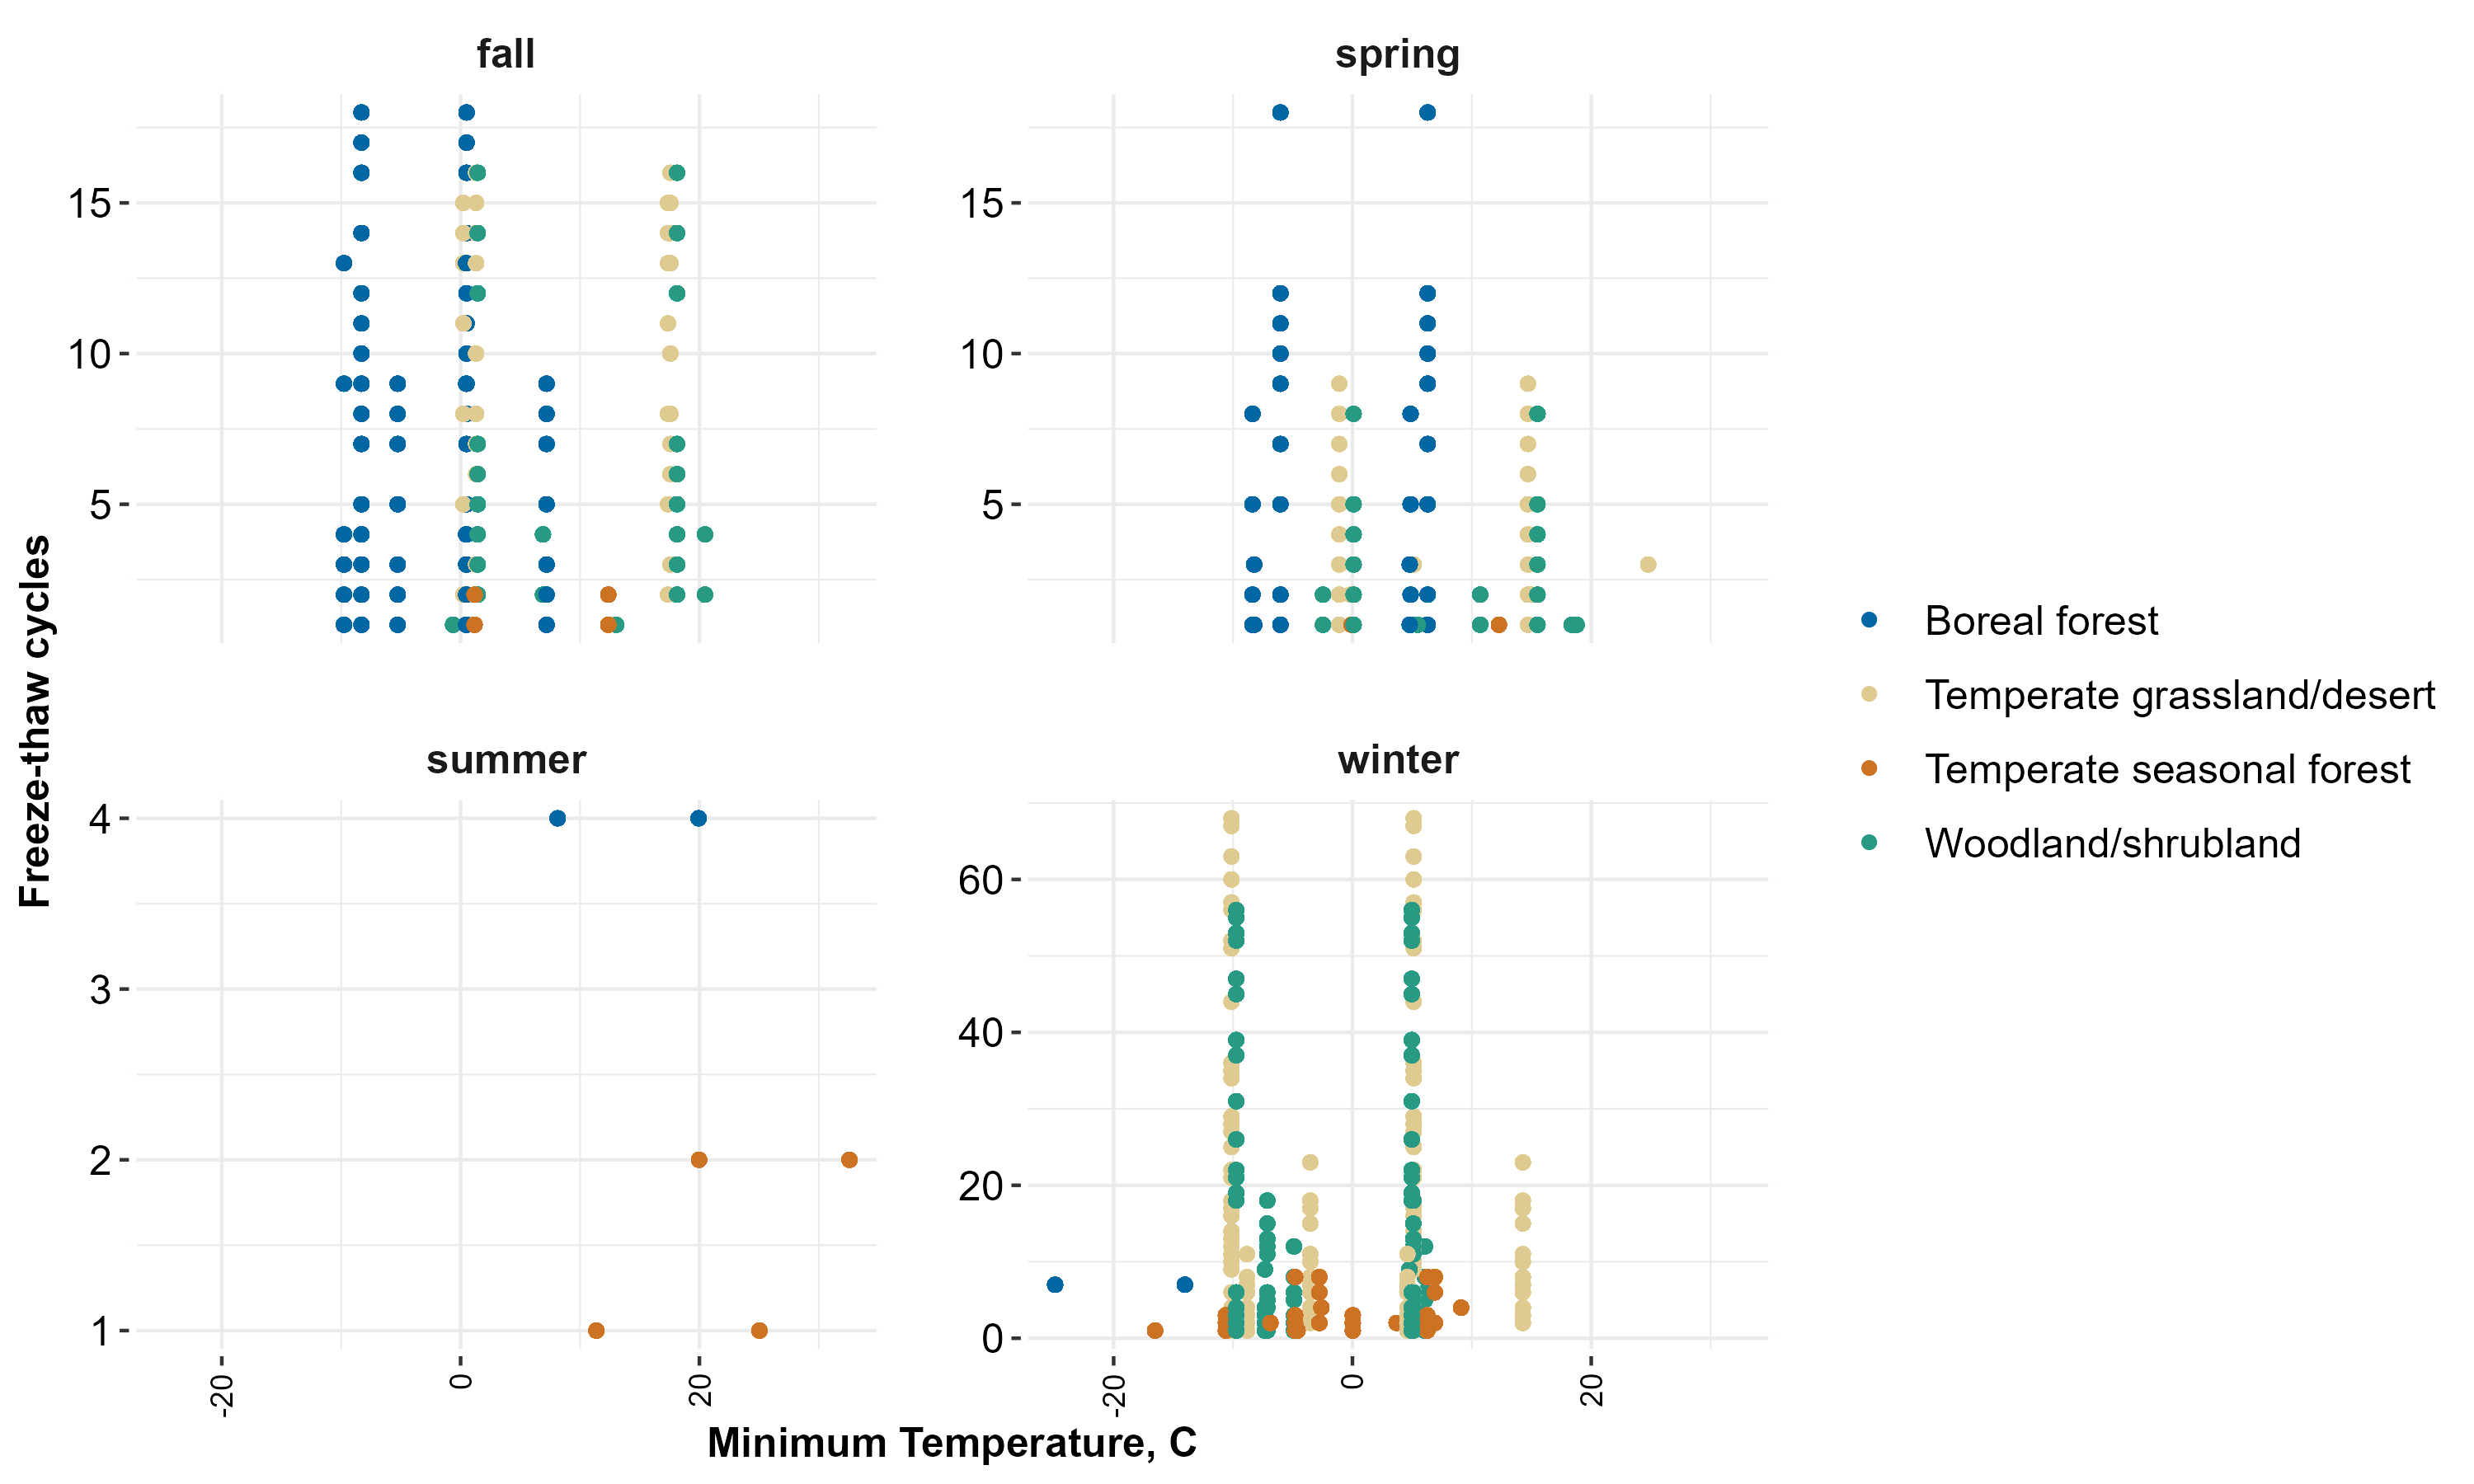 fall
spring
15
10
5
15
10
5
summer
winter
4
3
2
1
60
40
20
0
-20
0
20
-20
0
20
Freeze-thaw cycles
Minimum Temperature, C
Boreal forest
Temperate grassland/desert
Temperate seasonal forest
Woodland/shrubland